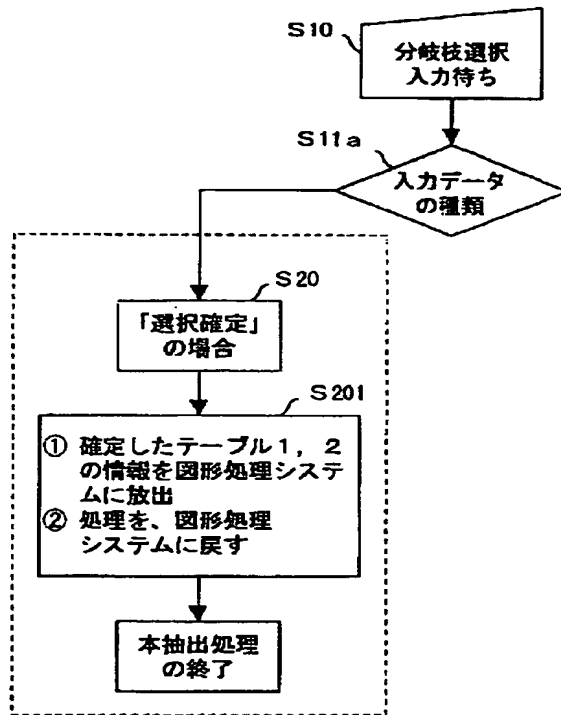 S10
分岐枝選択
入力待ち
S11a
入力データ
の種類
S20
「選択確定」
の場合
S201
① 確定したテーブル1，2
の情報を図形処理システ
ムに放出
② 処理を、図形処理
システムに戻す
本抽出処理
の終了